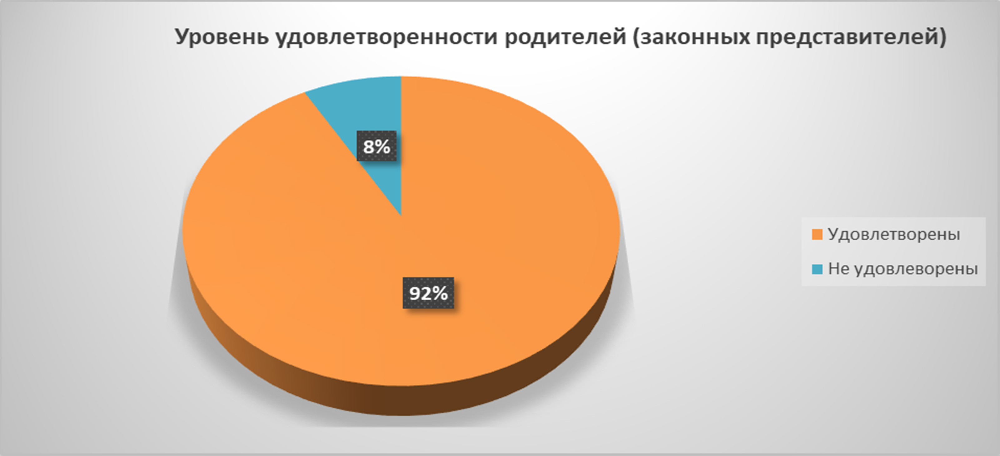 Уровень удовлетворенности родителей (законных представителей)
8%
92%
Удовлетворены
Не удовлеворены